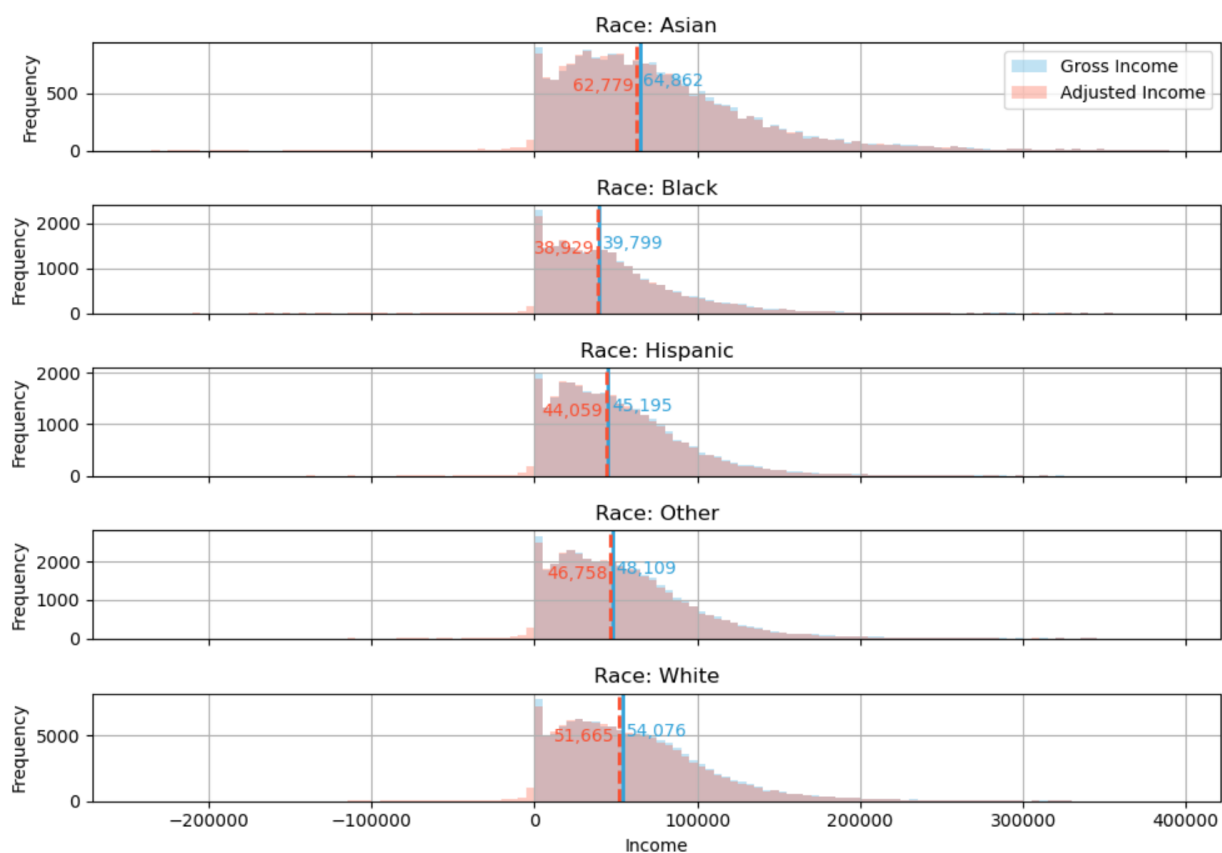 Race: Asian
Frequency
500
0
62,779
64,862
Gross Income
Adjusted Income
Race: Black
Frequency
2000
1000
0
38,929
39,799
Race: Hispanic
Frequency
2000
1000
0
44,059
45,195
Race: Other
Frequency
2000
1000
0
46,758
48,109
Race: White
Frequency
5000
0
51,665
54,076
−200000
−100000
0
100000
200000
300000
400000
Income